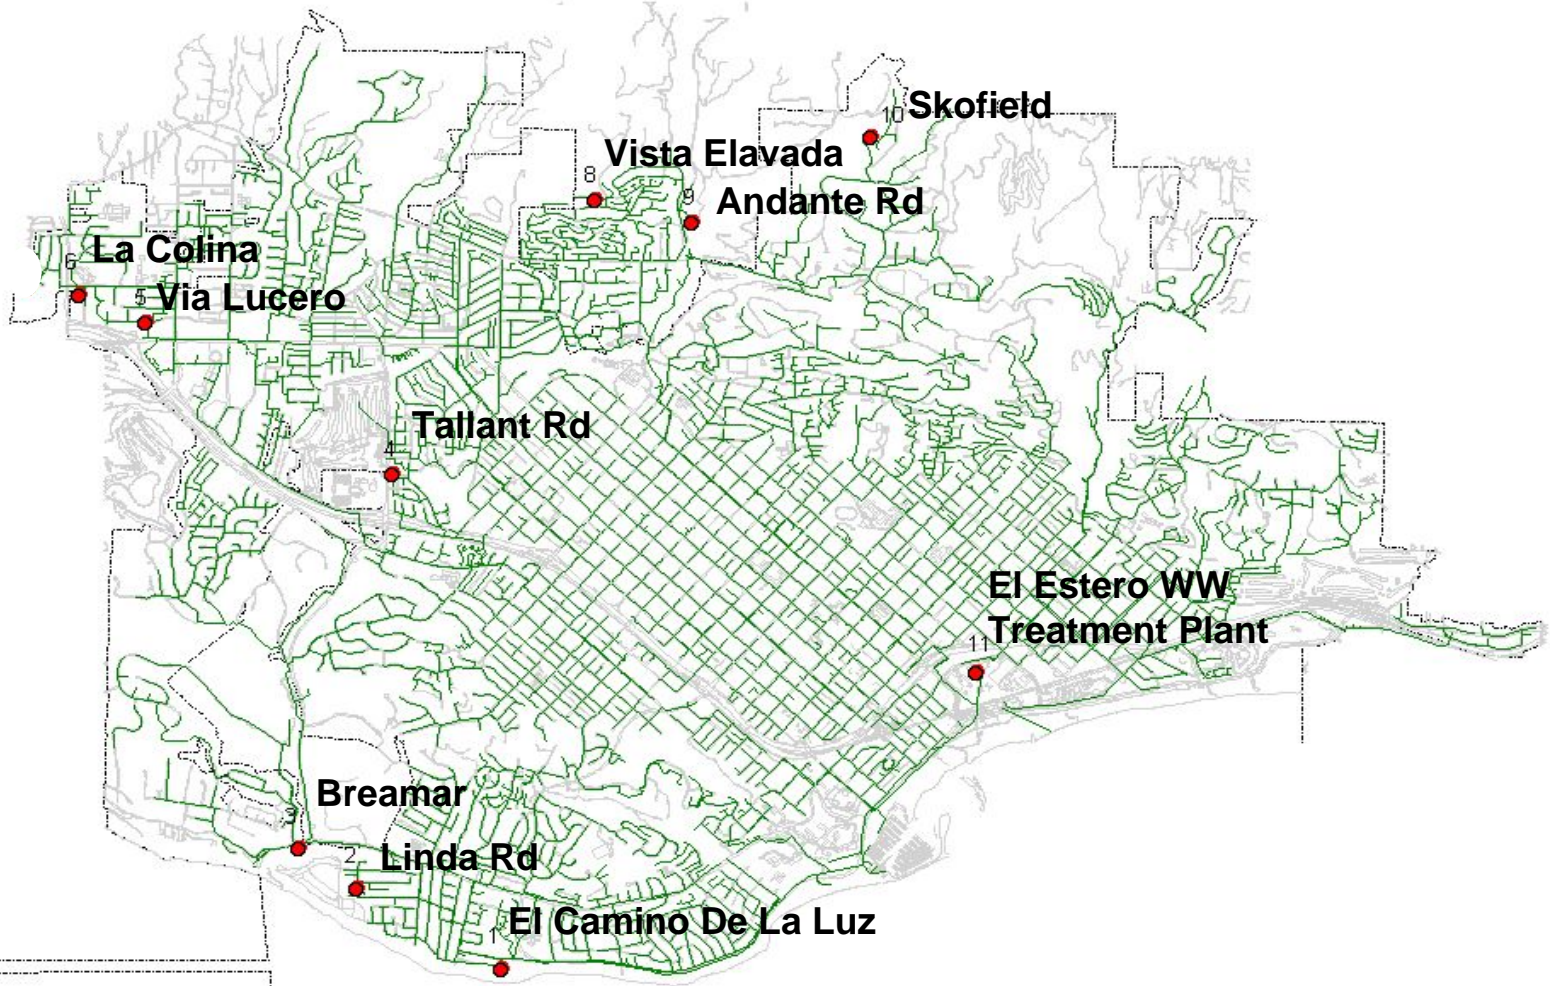 10 Skofield
8 Vista Elavada
9 Andante Rd
6 La Colina
5 Via Lucero
4 Tallant Rd
El Estero WW
Treatment Plant
11
3 Breamar
2 Linda Rd
1 El Camino De La Luz